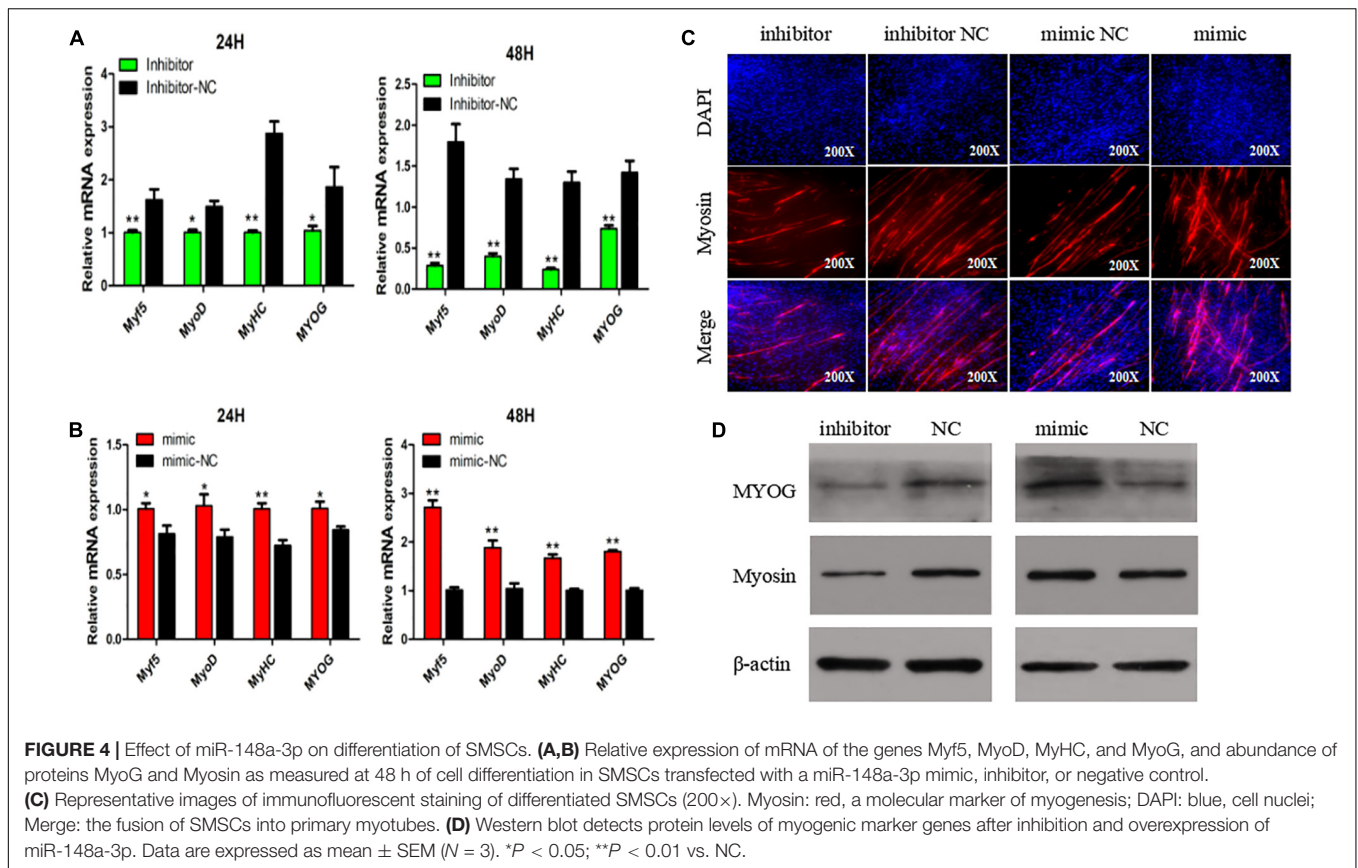 A
24H
Inhibitor
Inhibitor-NC
Relative mRNA expression
4
3
2
1
0
** * ** *
Myf5 MyoD MyHC MYOG
48H
Inhibitor
Inhibitor-NC
Relative mRNA expression
2.5
2.0
1.5
1.0
0.5
0.0
** ** ** **
Myf5 MyoD MyHC MYOG
B
24H
mimic
mimic-NC
Relative mRNA expression
1.5
1.0
0.5
0.0
* * ** *
Myf5 MyoD MyHC MYOG
48H
mimic
mimic-NC
Relative mRNA expression
4
3
2
1
0
** ** ** **
Myf5 MyoD MyHC MYOG
C
inhibitor inhibitor NC mimic NC mimic
DAPI 200X 200X 200X 200X
Myosin 200X 200X 200X 200X
Merge 200X 200X 200X 200X
D
inhibitor NC mimic NC
MYOG
Myosin
β-actin
FIGURE 4 | Effect of miR-148a-3p on differentiation of SMSCs. (A,B) Relative expression of mRNA of the genes Myf5, MyoD, MyHC, and MyoG, and abundance of
proteins MyoG and Myosin as measured at 48 h of cell differentiation in SMSCs transfected with a miR-148a-3p mimic, inhibitor, or negative control.
(C) Representative images of immunofluorescent staining of differentiated SMSCs (200×). Myosin: red, a molecular marker of myogenesis; DAPI: blue, cell nuclei;
Merge: the fusion of SMSCs into primary myotubes. (D) Western blot detects protein levels of myogenic marker genes after inhibition and overexpression of
miR-148a-3p. Data are expressed as mean ± SEM (N = 3). *P < 0.05; **P < 0.01 vs. NC.